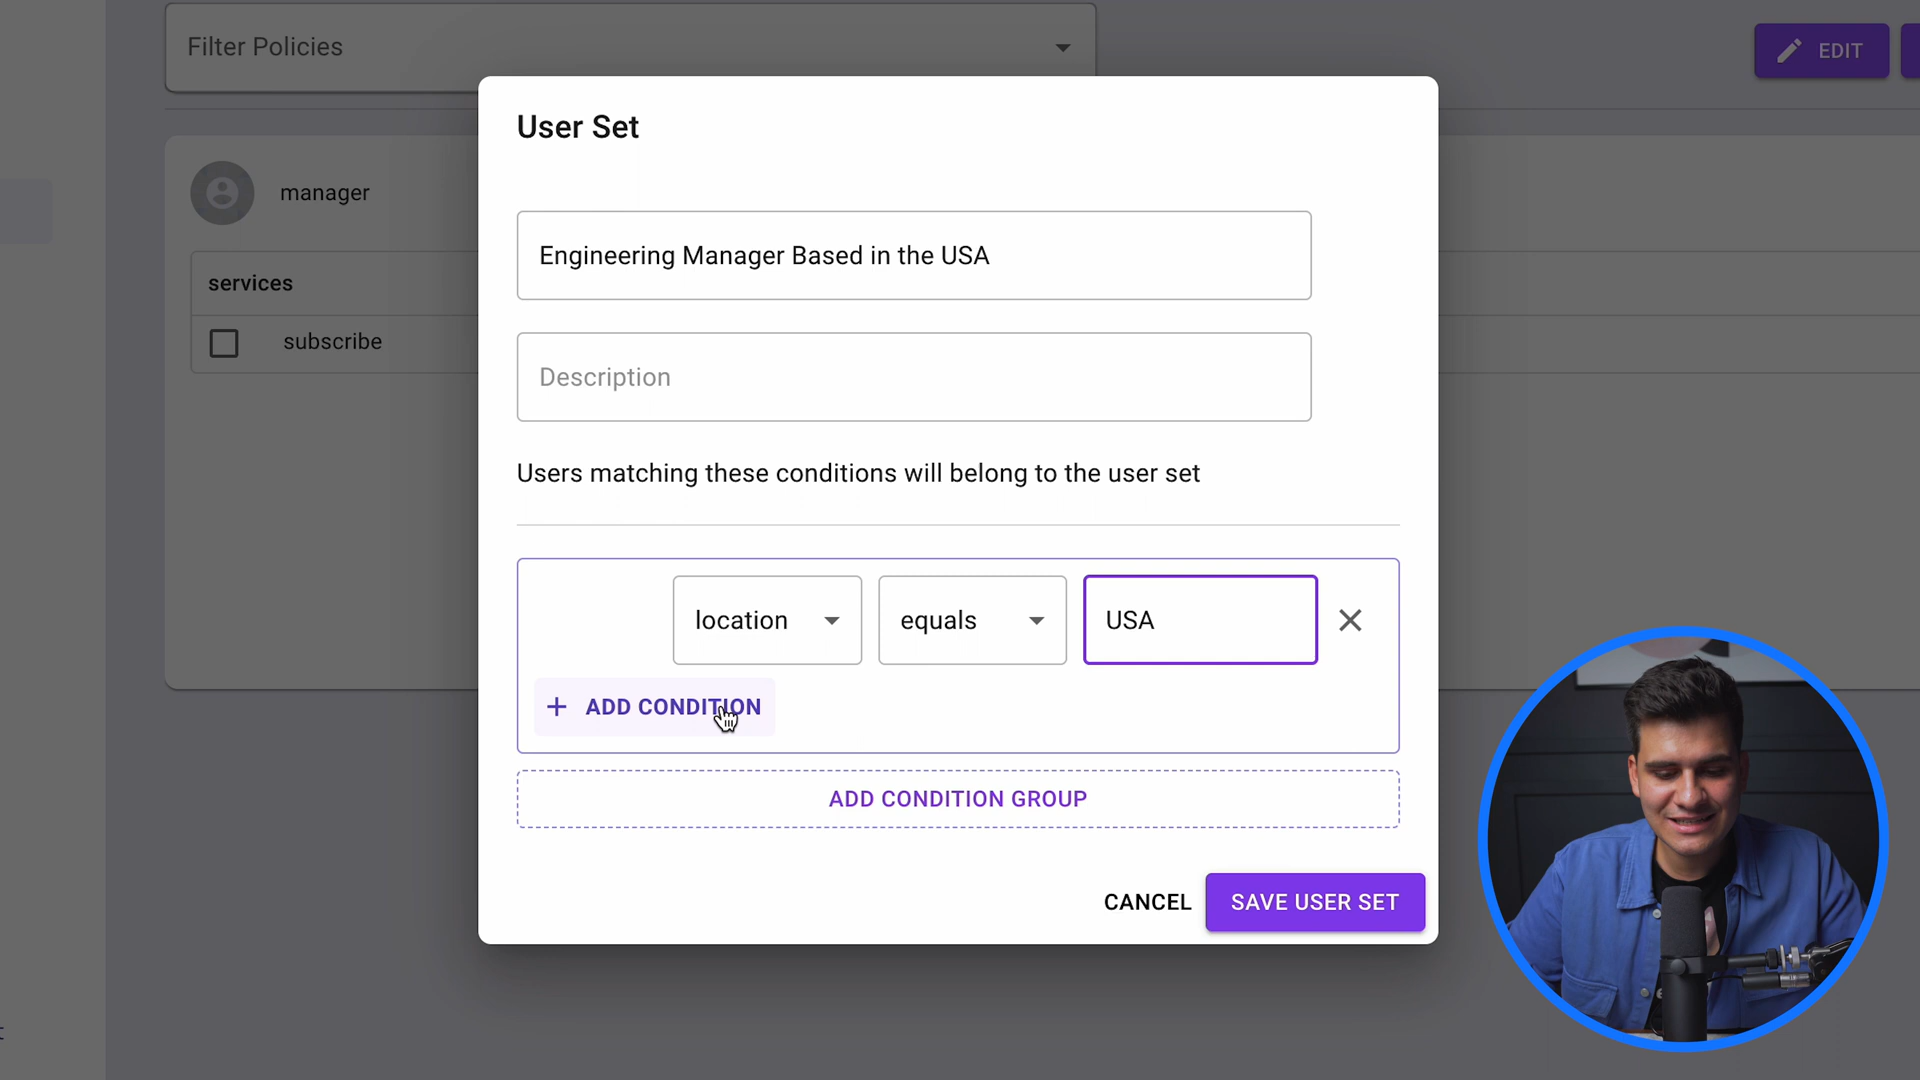 Filter Policies
EDIT
User Set
manager
Engineering Manager Based in the USA
services
subscribe
Description
Users matching these conditions will belong to the user set
location
equals
USA
+ ADD CONDITION
ADD CONDITION GROUP
CANCEL
SAVE USER SET